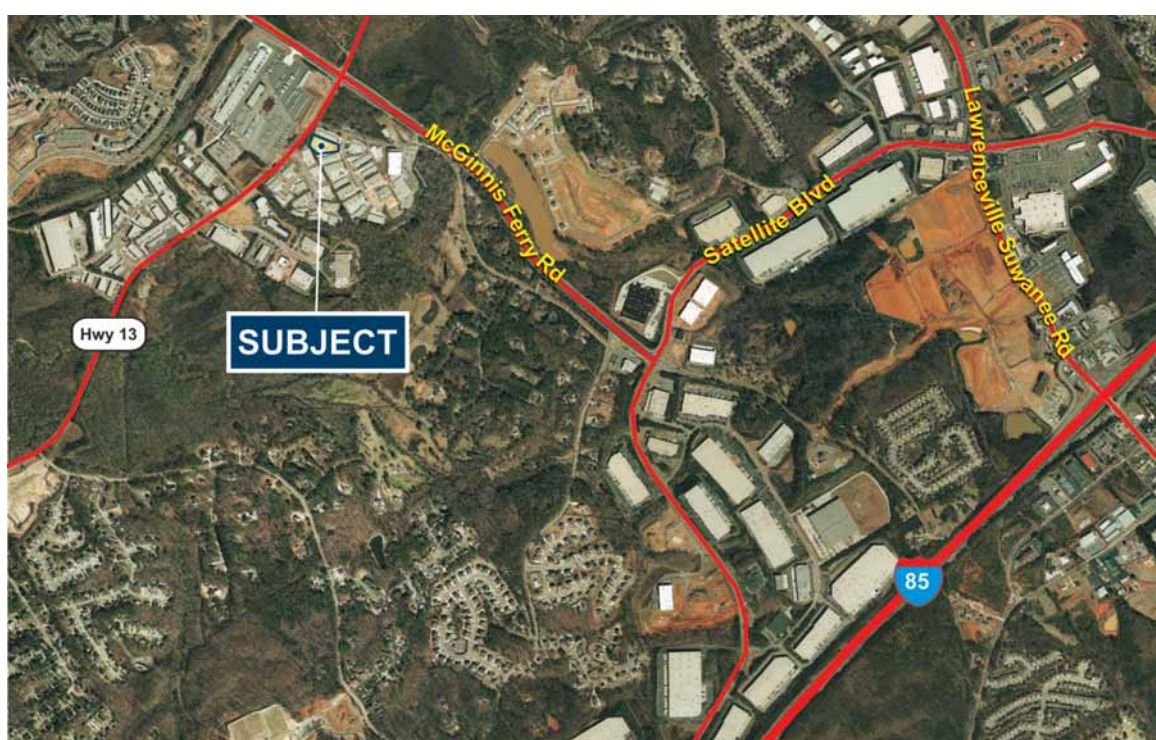 McGinnis Ferry Rd
Satellite Blvd
Lawrenceville Suwanee Rd
Hwy 13
SUBJECT
85